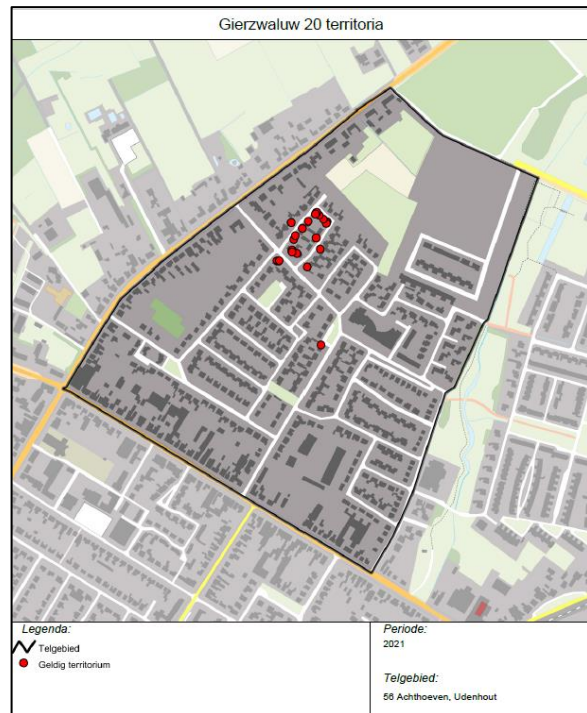 Gierzwaluw 20 territoria
Legenda:
Telgebied
Geldig territorium
Periode:
2021
Telgebied:
56 Achthoeven, Udenhout